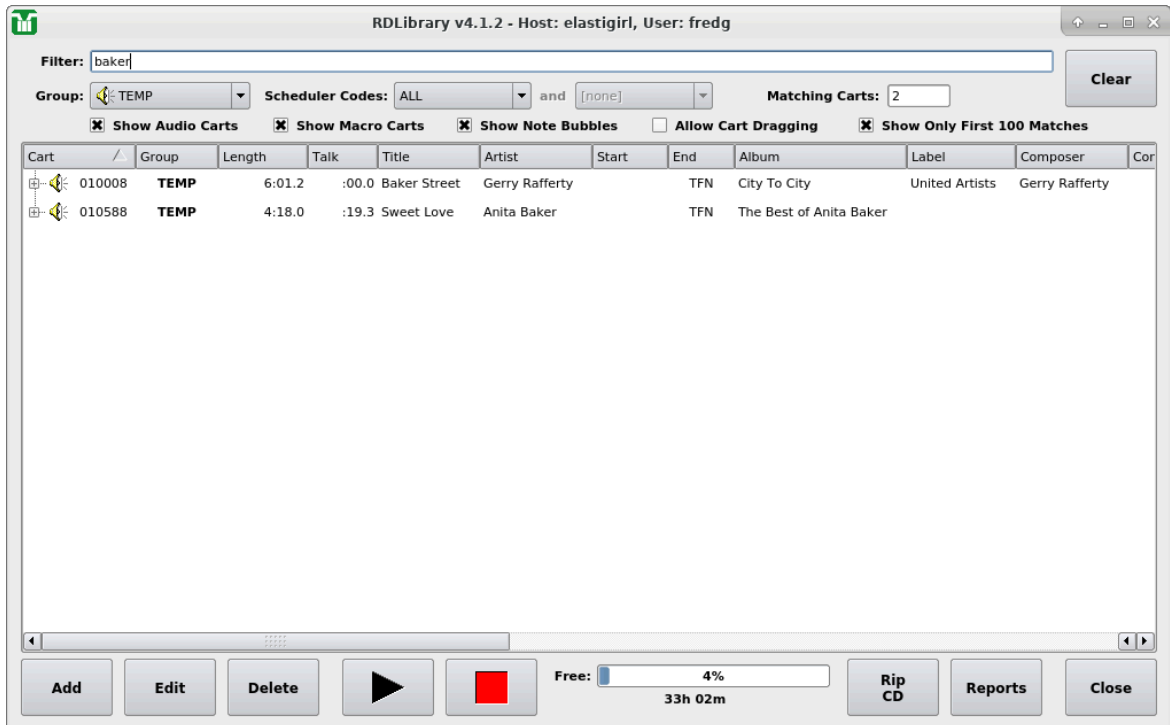 RDLibrary v4.1.2 - Host: elastigirl, User: fredg
Filter: baker
Clear
Group: TEMP Scheduler Codes: ALL and [none] Matching Carts: 2
Show Audio Carts Show Macro Carts Show Note Bubbles Allow Cart Dragging Show Only First 100 Matches
Cart Group Length Talk Title Artist Start End Album Label Composer Cor
010008 TEMP 6:01.2 :00.0 Baker Street Gerry Rafferty TFN City To City United Artists Gerry Rafferty
010588 TEMP 4:18.0 :19.3 Sweet Love Anita Baker TFN The Best of Anita Baker
Add Edit Delete Free: 4% Rip CD Reports Close
33h 02m